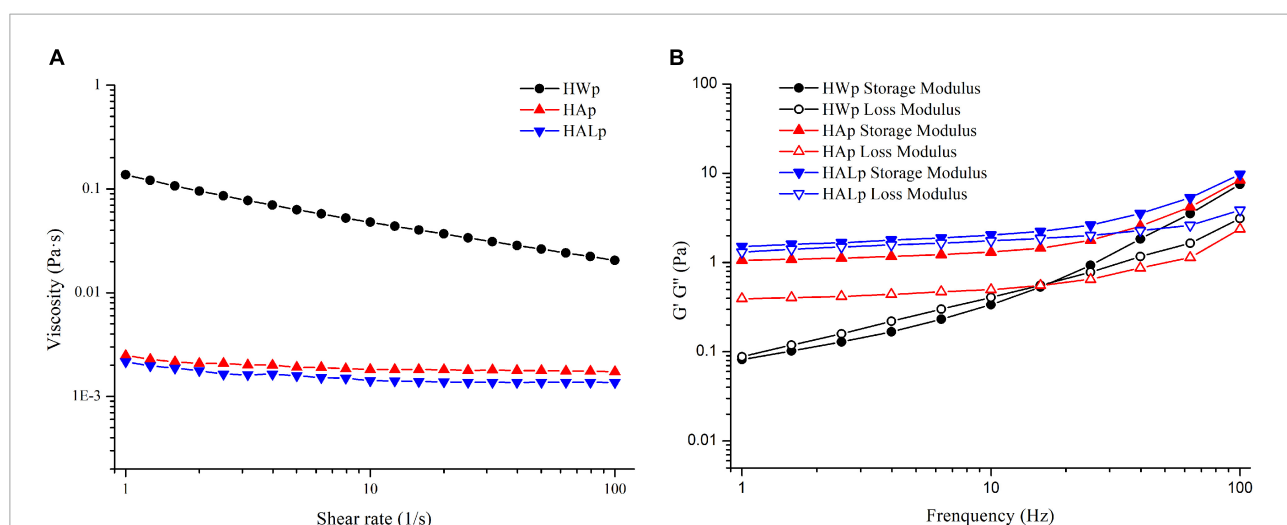 A
1
0.1
0.01
1E-3
Viscosity (Pa·s)
HWp
HAp
HALp
1
10
100
Shear rate (1/s)
B
100
10
1
0.1
0.01
G' G" (Pa)
HWp Storage Modulus
HWp Loss Modulus
HAp Storage Modulus
HAp Loss Modulus
HALp Storage Modulus
HALp Loss Modulus
1
10
100
Frenquency (Hz)